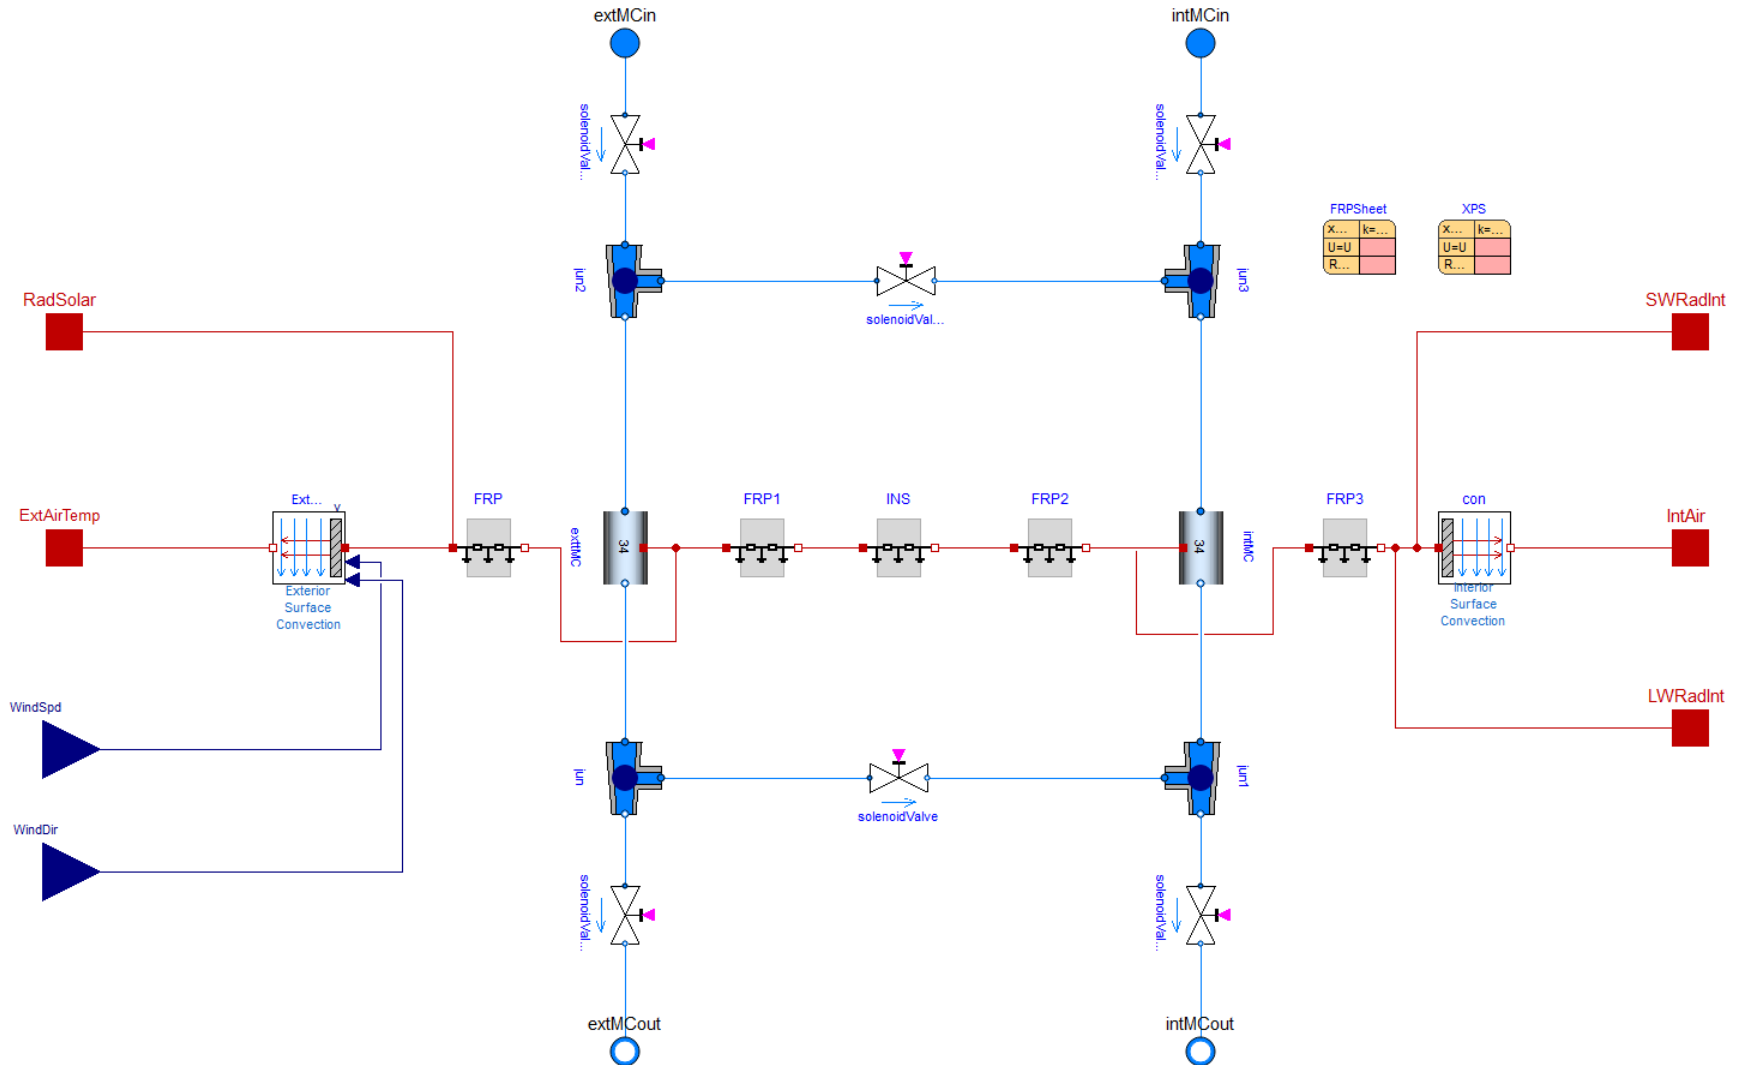 extMCin
intMCin
solenoidVal...
solenoidVal...
FRPSheet
XPS
x...
k=...
U=U
R...
x...
k=...
U=U
R...
jun2
jun3
solenoidVal...
RadSolar
SWRadInt
Ext...
v
FRP
FRP1
INS
FRP2
FRP3
con
ExtAirTemp
exttMC
34
34
intMC
IntAir
Exterior
Surface
Convection
Interior
Surface
Convection
WindSpd
LWRadInt
jun
jun1
solenoidValve
WindDir
solenoidVal...
solenoidVal...
extMCout
intMCout